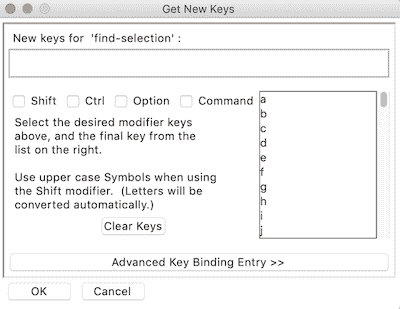 Get New Keys
New keys for 'find-selection' :
Shift Ctrl Option Command
Select the desired modifier keys
above, and the final key from the
list on the right.
Use upper case Symbols when using
the Shift modifier. (Letters will be
converted automatically.)
Clear Keys
a
b
c
d
e
f
g
h
i
j
Advanced Key Binding Entry >>
OK Cancel